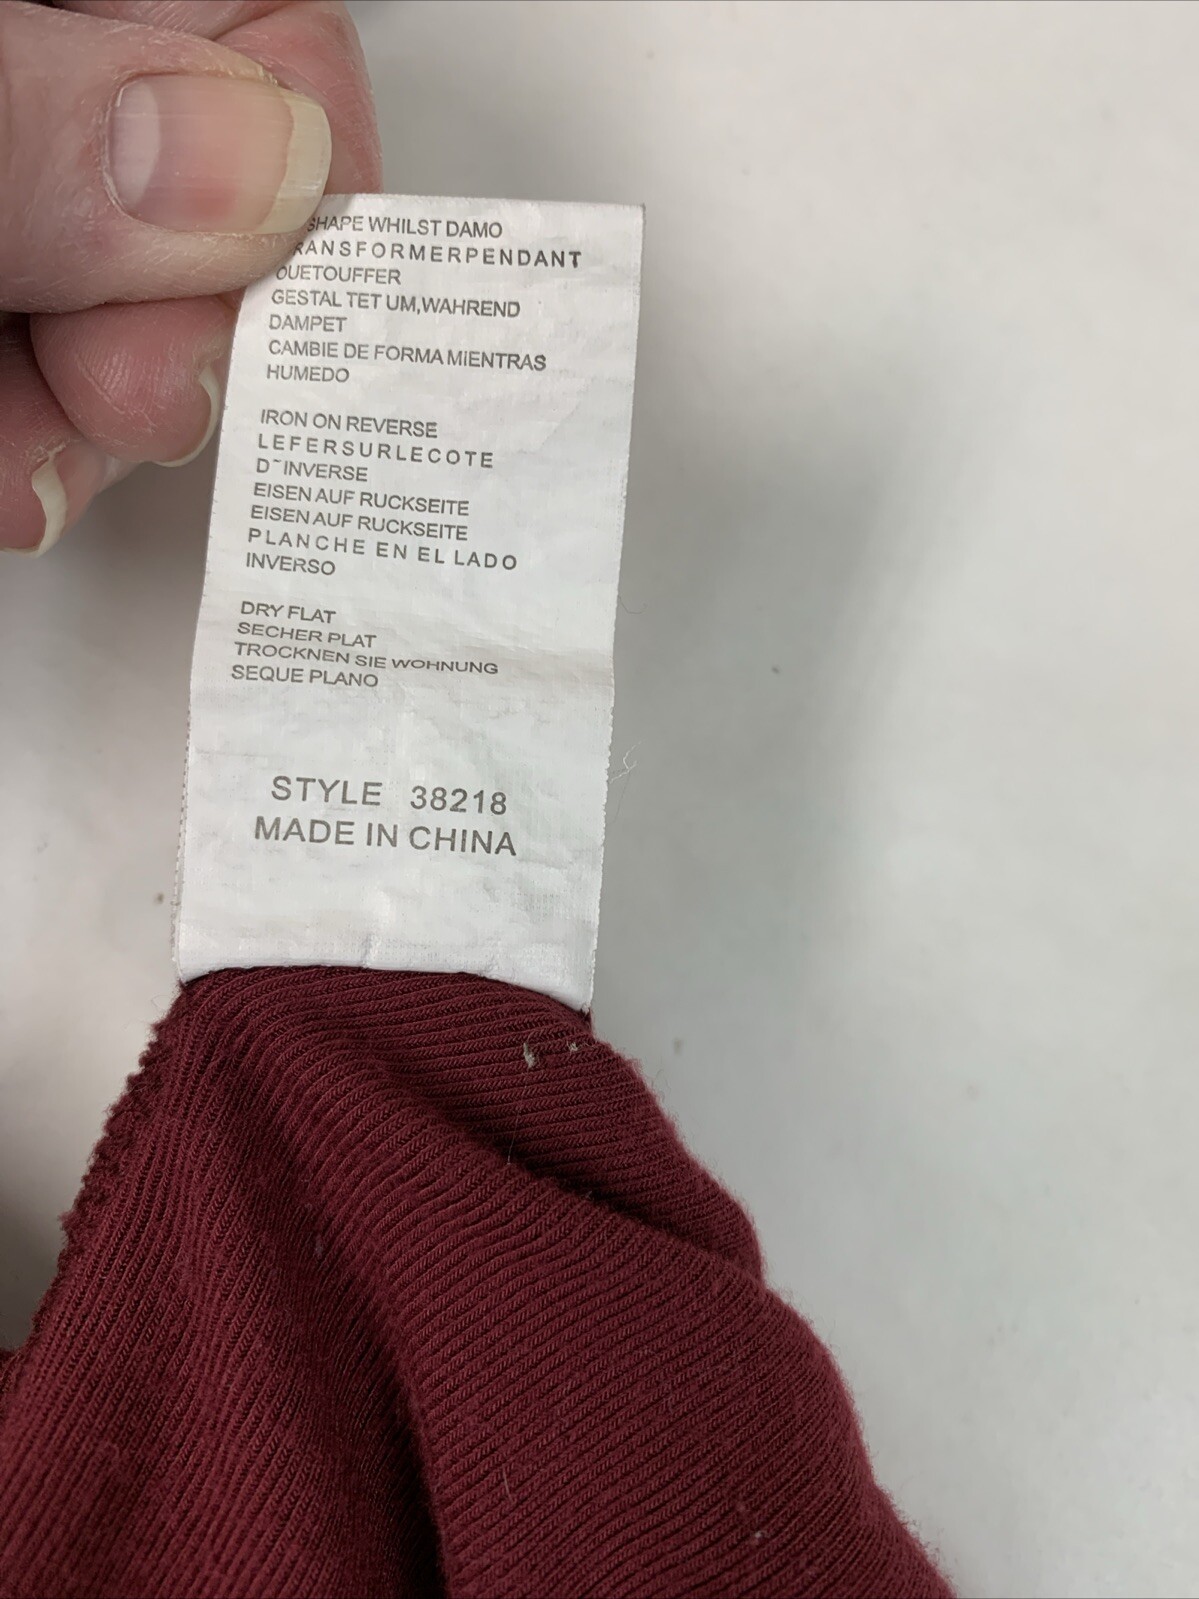 SHAPE WHILST DAMO
RANSFORMERPENDANT
OUETOUFFER
GESTAL TET UM,WAHREND
DAMPET
CAMBIE DE FORMA MIENTRAS
HUMEDO
IRON ON REVERSE
LEFERSURLECOTE
D~INVERSE
EISEN AUF RUCKSEITE
EISEN AUF RUCKSEITE
PLANCHE EN EL LADO
INVERSO
DRY FLAT
SECHER PLAT
TROCKNEN SIE WOHNUNG
SEQUE PLANO
STYLE 38218
MADE IN CHINA